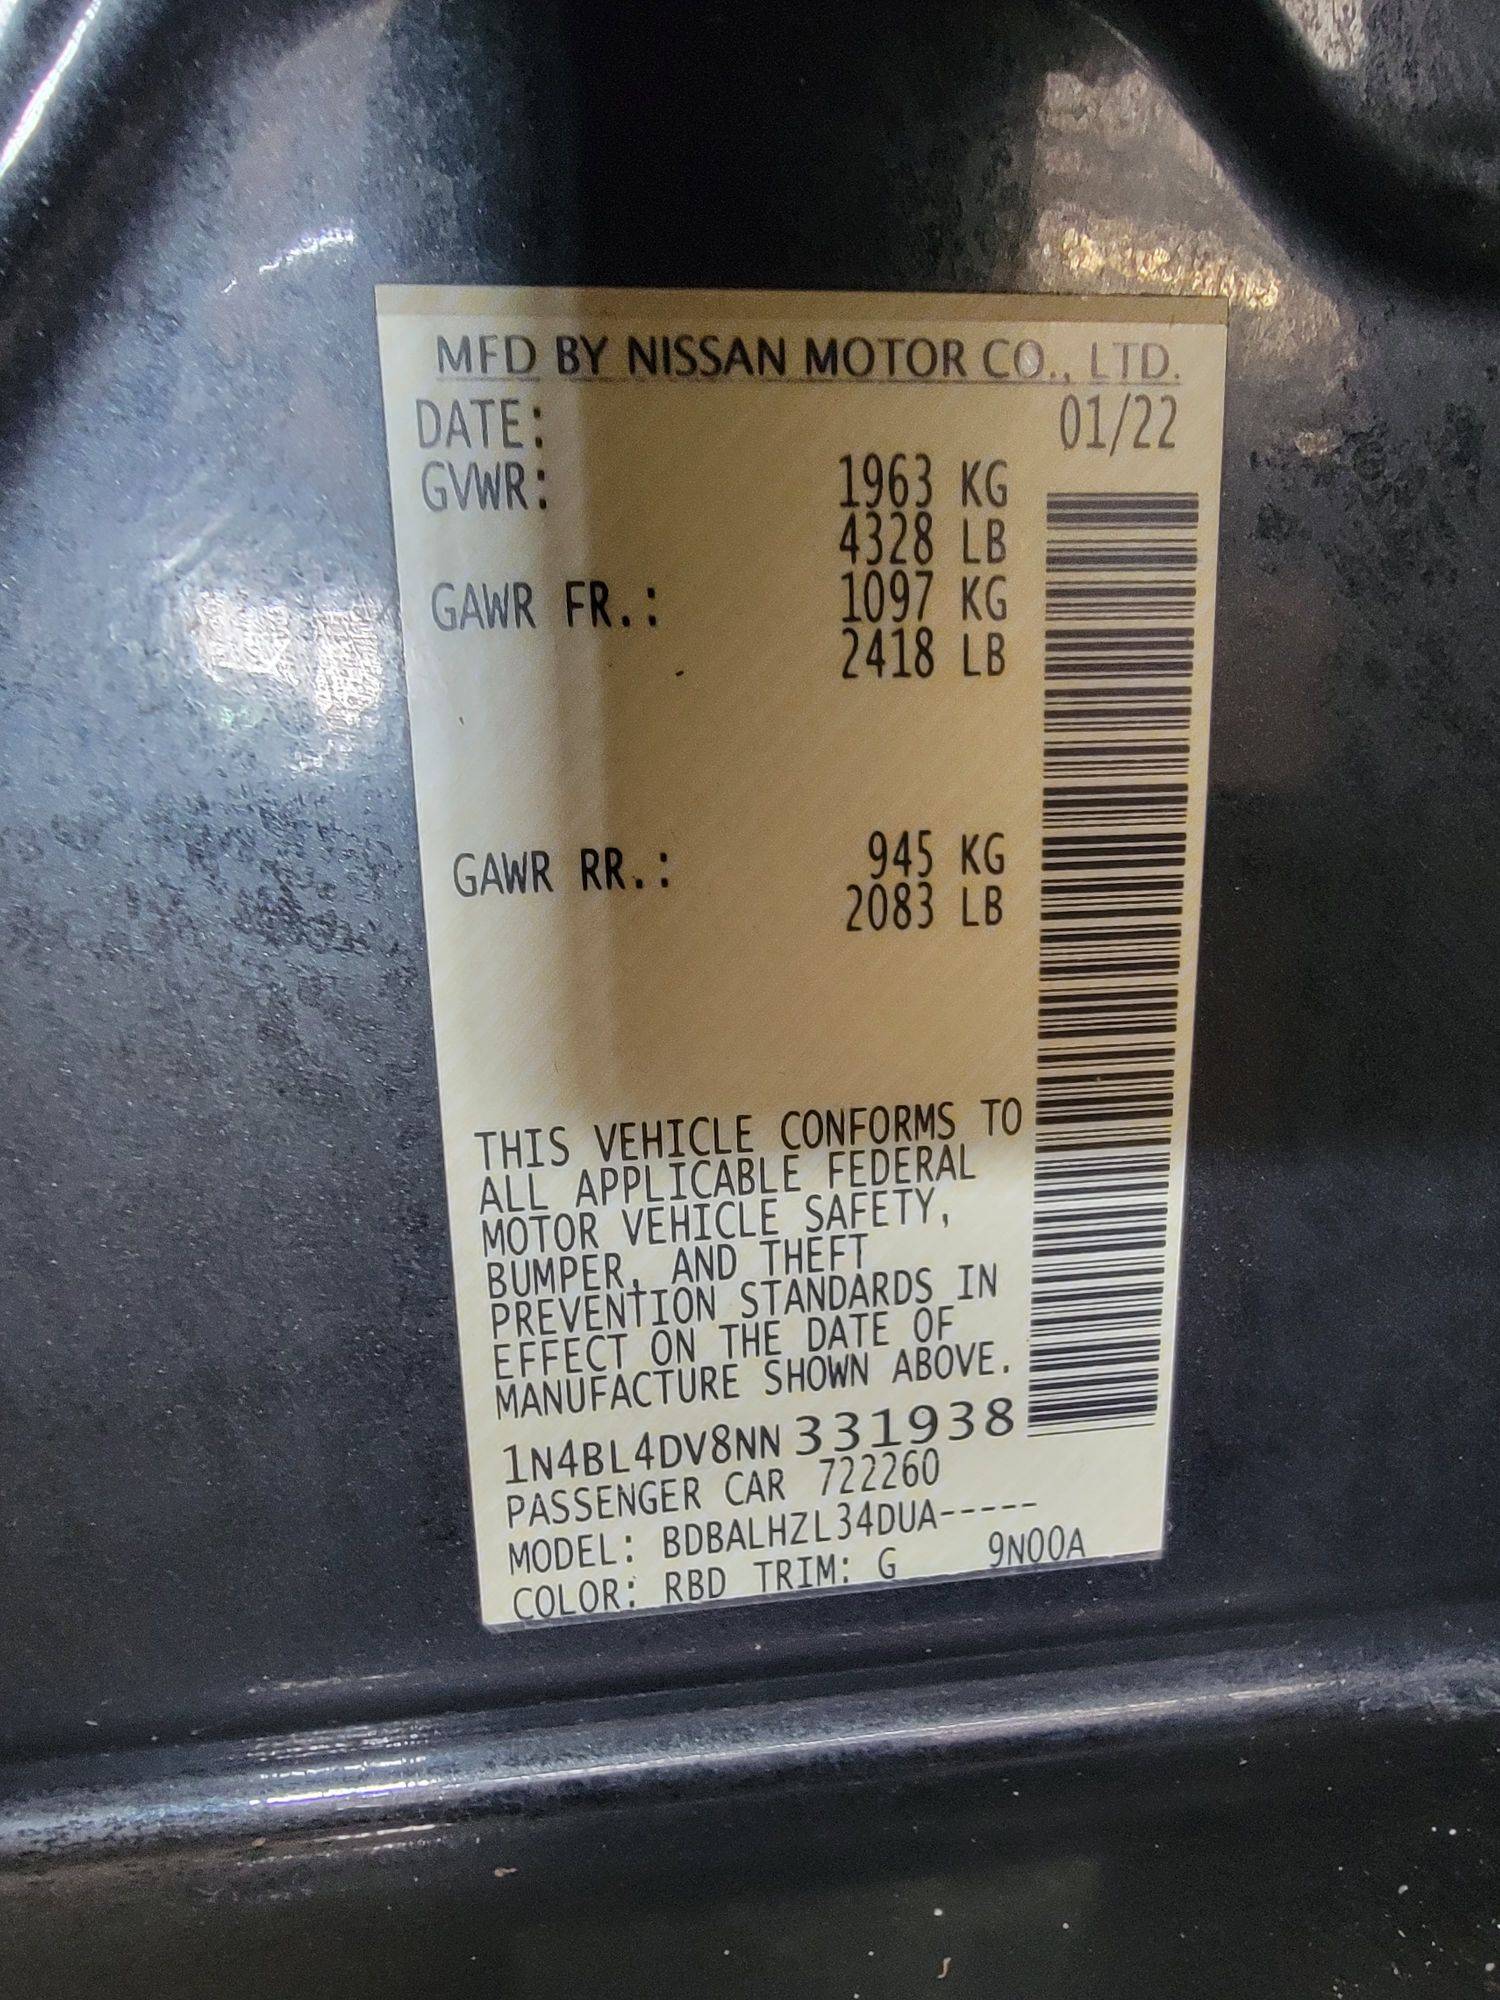 MFD BY NISSAN MOTOR CO., LTD.
DATE: 01/22
GVWR: 1963 KG
4328 LB
GAWR FR.: 1097 KG
2418 LB
GAWR RR.: 945 KG
2083 LB
THIS VEHICLE CONFORMS TO
ALL APPLICABLE FEDERAL
MOTOR VEHICLE SAFETY,
BUMPER, AND THEFT
PREVENTION STANDARDS IN
EFFECT ON THE DATE OF
MANUFACTURE SHOWN ABOVE.
1N4BL4DV8NN331938
PASSENGER CAR 722260
MODEL: BDBALHZL34DUA-----
COLOR: RBD TRIM: G 9N00A